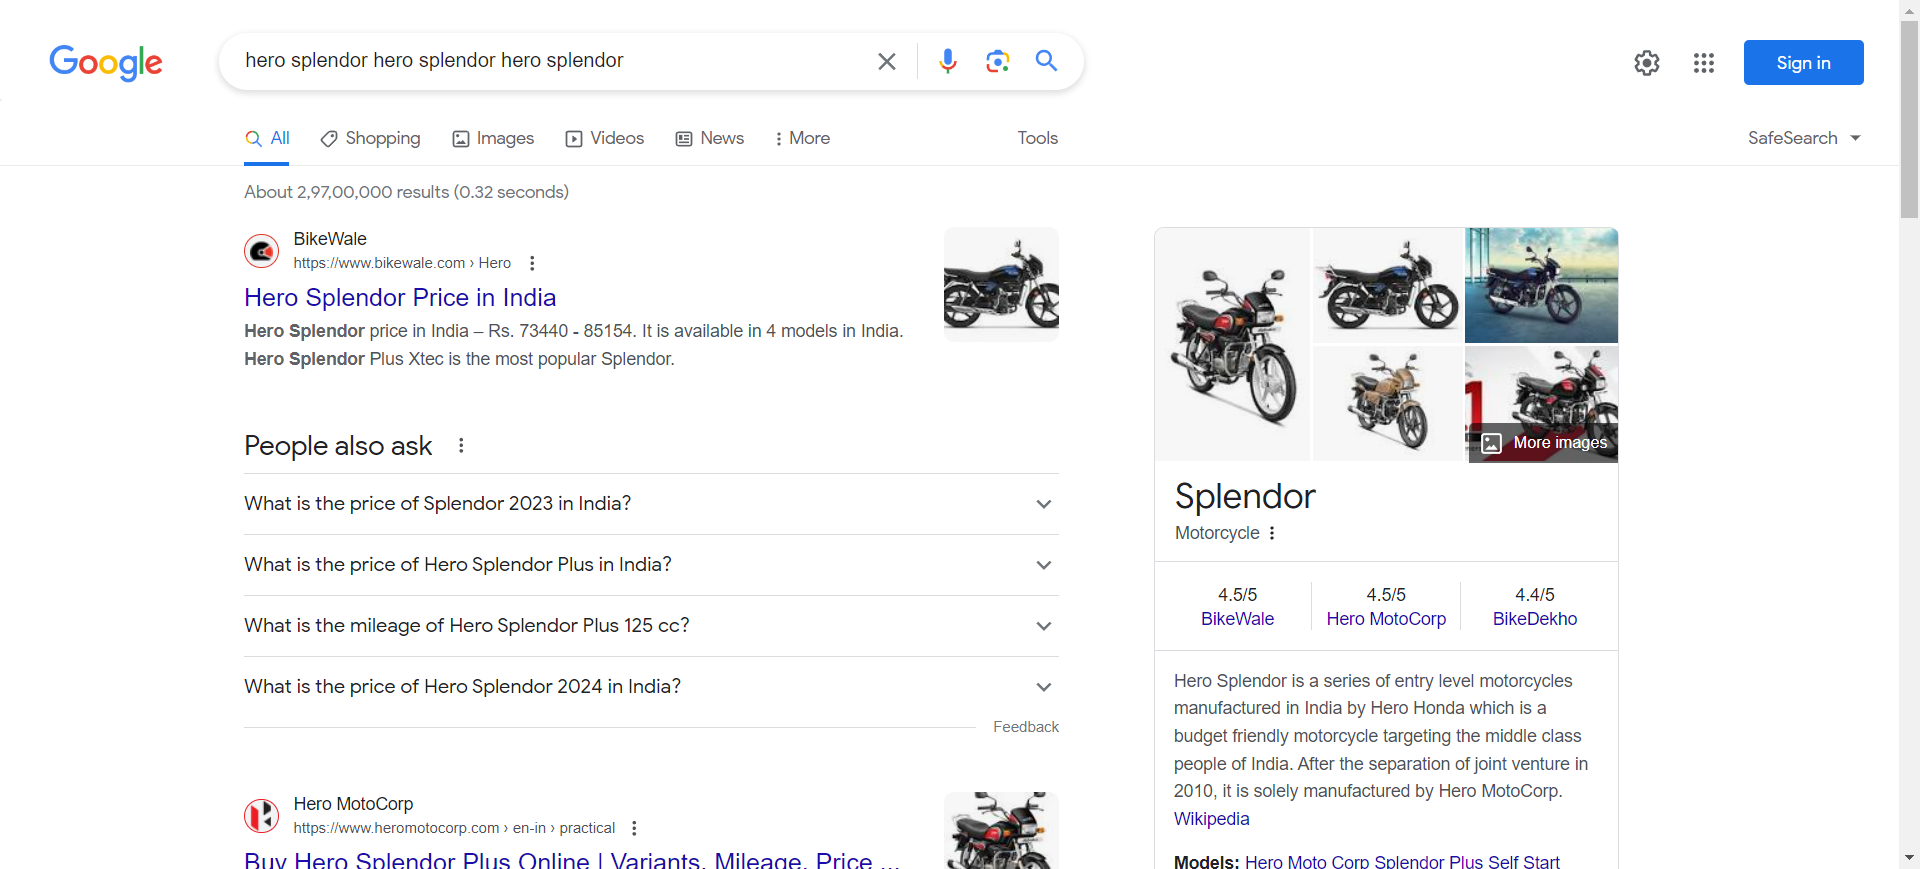 Google
hero splendor hero splendor hero splendor
Sign in
All
Shopping
Images
Videos
News
More
Tools
SafeSearch
About 2,97,00,000 results (0.32 seconds)
BikeWale
https://www.bikewale.com › Hero
Hero Splendor Price in India
Hero Splendor price in India – Rs. 73440 - 85154. It is available in 4 models in India.
Hero Splendor Plus Xtec is the most popular Splendor.
People also ask
What is the price of Splendor 2023 in India?
What is the price of Hero Splendor Plus in India?
What is the mileage of Hero Splendor Plus 125 cc?
What is the price of Hero Splendor 2024 in India?
Feedback
Hero MotoCorp
https://www.heromotocorp.com › en-in › practical
Buy Hero Splendor Plus Online | Variants, Mileage, Price ...
More images
Splendor
Motorcycle
4.5/5
BikeWale
4.5/5
Hero MotoCorp
4.4/5
BikeDekho
Hero Splendor is a series of entry level motorcycles
manufactured in India by Hero Honda which is a
budget friendly motorcycle targeting the middle class
people of India. After the separation of joint venture in
2010, it is solely manufactured by Hero MotoCorp.
Wikipedia
Models: Hero Moto Corp Splendor Plus Self Start